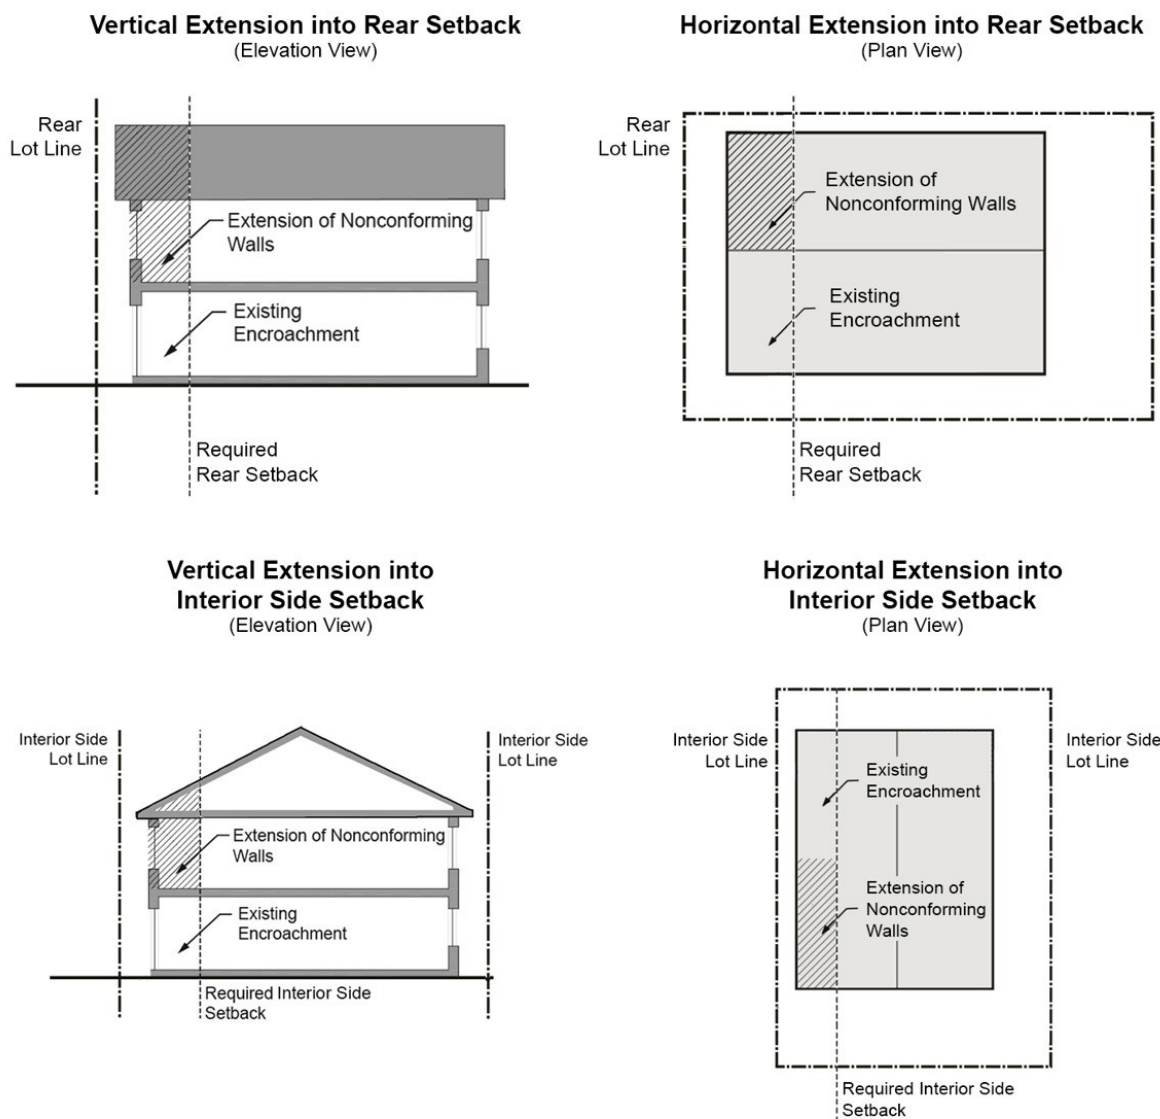 Vertical Extension into Rear Setback
(Elevation View)
Rear
Lot Line
Extension of Nonconforming
Walls
Existing
Encroachment
Required
Rear Setback
Horizontal Extension into Rear Setback
(Plan View)
Rear
Lot Line
Extension of
Nonconforming Walls
Existing
Encroachment
Required
Rear Setback
Vertical Extension into
Interior Side Setback
(Elevation View)
Interior Side
Lot Line
Interior Side
Lot Line
Extension of Nonconforming
Walls
Existing
Encroachment
Required Interior Side
Setback
Horizontal Extension into
Interior Side Setback
(Plan View)
Interior Side
Lot Line
Interior Side
Lot Line
Existing
Encroachment
Extension of
Nonconforming
Walls
Required Interior Side
Setback